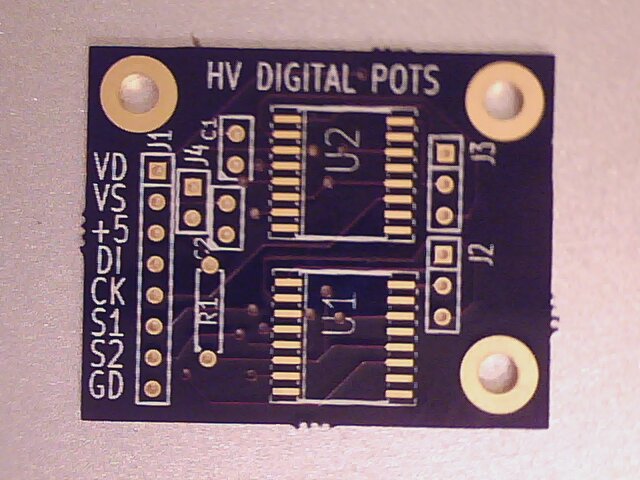 HV DIGITAL POTS
C1
J1
J4
U2
J3
VD
VS
+5
DI
CK
S1
S2
GD
C2
R1
U1
J2